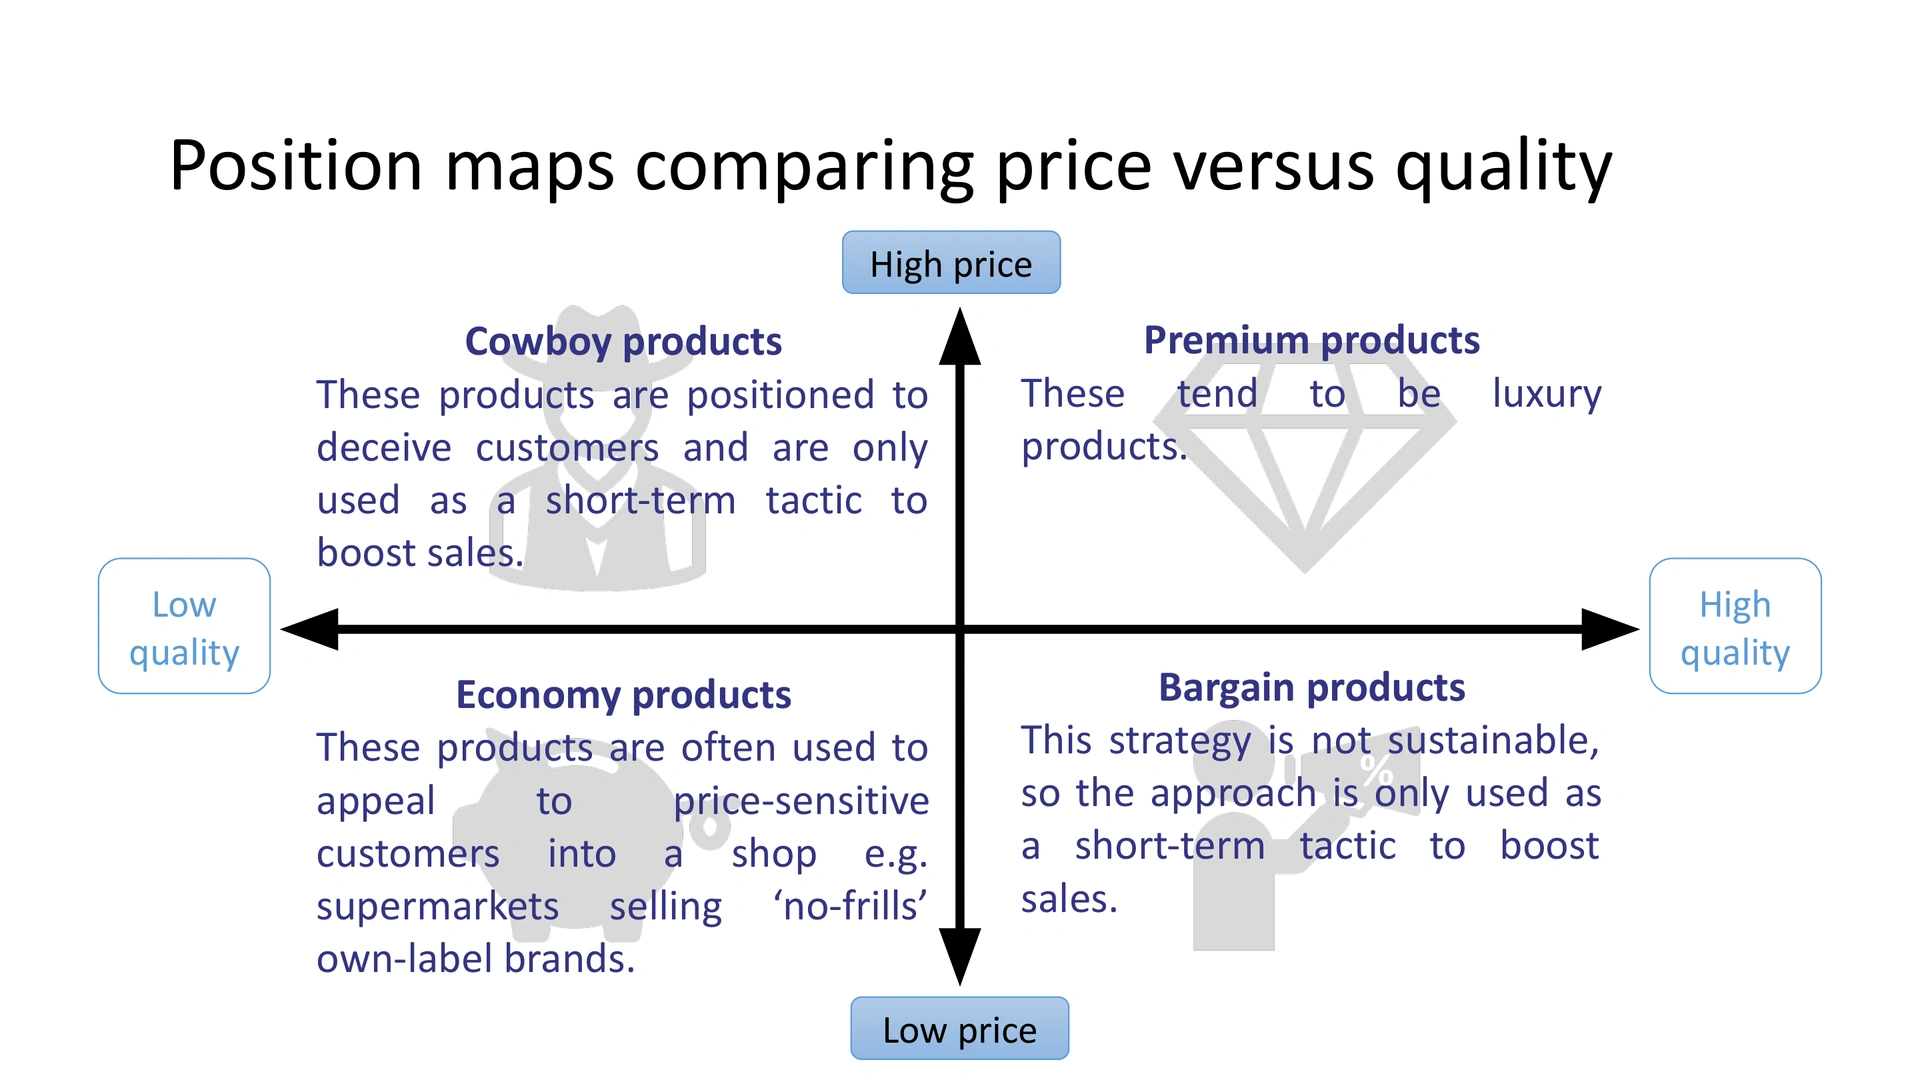 Position maps comparing price versus quality
High price
Cowboy products
These products are positioned to
deceive customers and are only
used as a short-term tactic to
boost sales.
Premium products
These tend to be luxury
products.
Low
quality
High
quality
Economy products
These products are often used to
appeal to price-sensitive
customers into a shop e.g.
supermarkets selling ‘no-frills’
own-label brands.
Bargain products
This strategy is not sustainable,
so the approach is only used as
a short-term tactic to boost
sales.
%
Low price